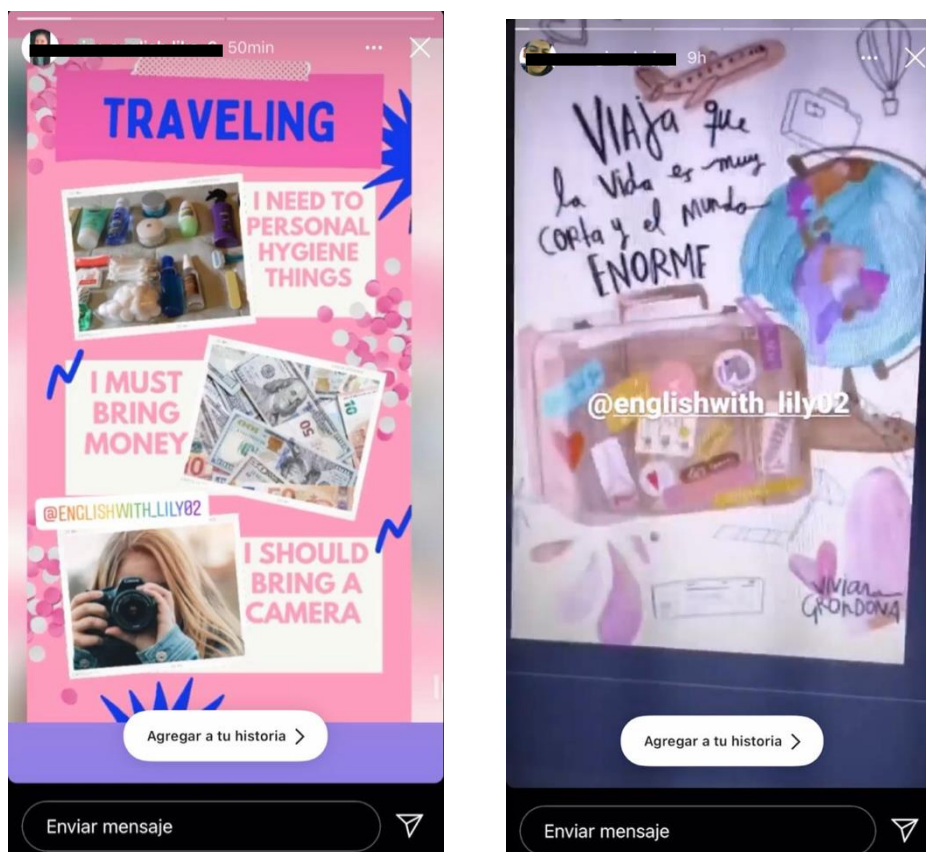 50min
TRAVELING
I NEED TO
PERSONAL
HYGIENE
THINGS
I MUST
BRING
MONEY
@ENGLISHWITH_LILY02
I SHOULD
BRING A
CAMERA
Agregar a tu historia
Enviar mensaje
9h
VIAJa que
la Vida es muy
CORta y el Mundo
ENORME
@englishwith_lily02
Vivian
GRONDONA
Agregar a tu historia
Enviar mensaje